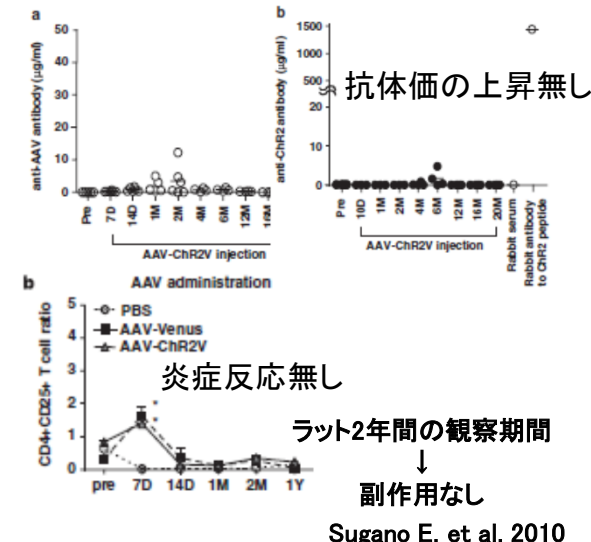 a
50
40
30
20
10
0
anti-AAV antibody (μg/ml)
Pre
7D
14D
1M
2M
4M
6M
12M
AAV-ChR2V injection
b
1500
1000
500
20
10
0
anti-ChR2 antibody (μg/ml)
抗体価の上昇無し
Pre
10D
1M
2M
4M
6M
12M
16M
20M
Rabbit serum
Rabbit antibody
to ChR2 peptide
AAV-ChR2V injection
b
AAV administration
5
4
3
2
1
0
CD4+CD25+ T cell ratio
PBS
AAV-Venus
AAV-ChR2V
炎症反応無し
*
*
pre
7D
14D
1M
2M
1Y
ラット2年間の観察期間
↓
副作用なし
Sugano E. et al. 2010